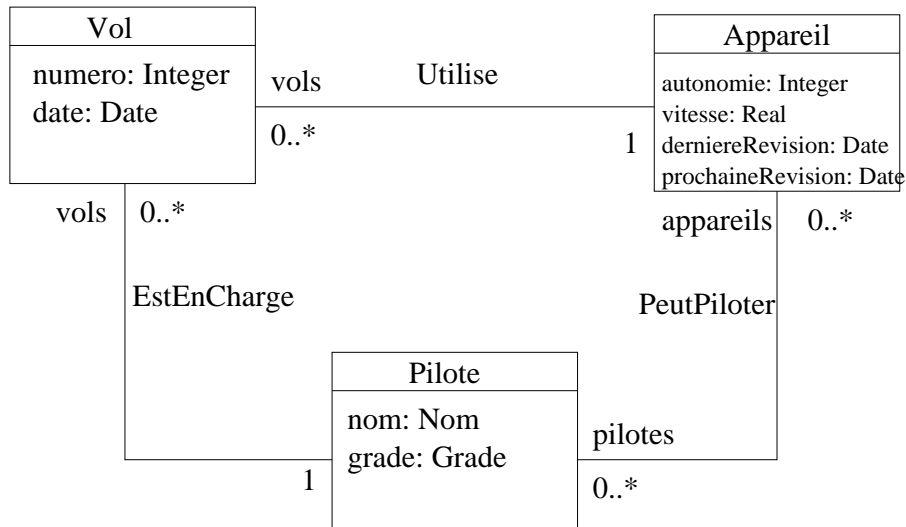 Vol
numero: Integer
date: Date
vols
Utilise
0..*
1
Appareil
autonomie: Integer
vitesse: Real
derniereRevision: Date
prochaineRevision: Date
vols
0..*
appareils
0..*
EstEnCharge
PeutPiloter
Pilote
nom: Nom
grade: Grade
pilotes
1
0..*